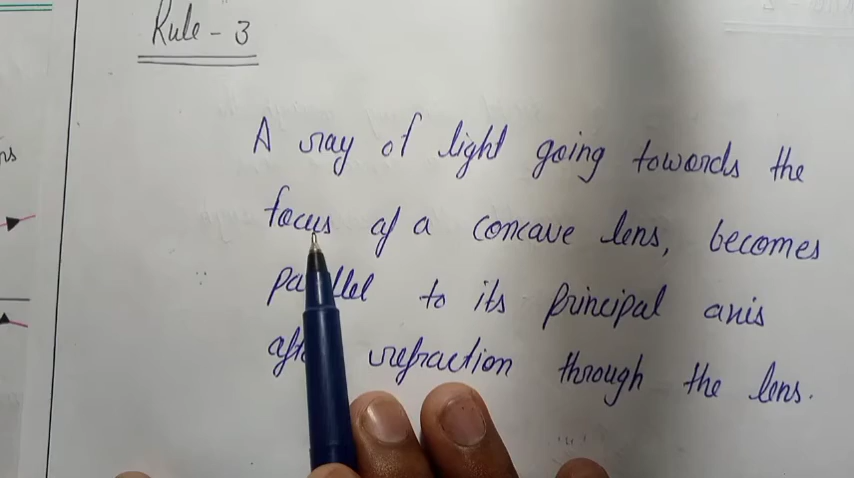 Rule - 3
A ray of light going towards the
focus of a concave lens, becomes
parallel to its principal axis
after refraction through the lens.